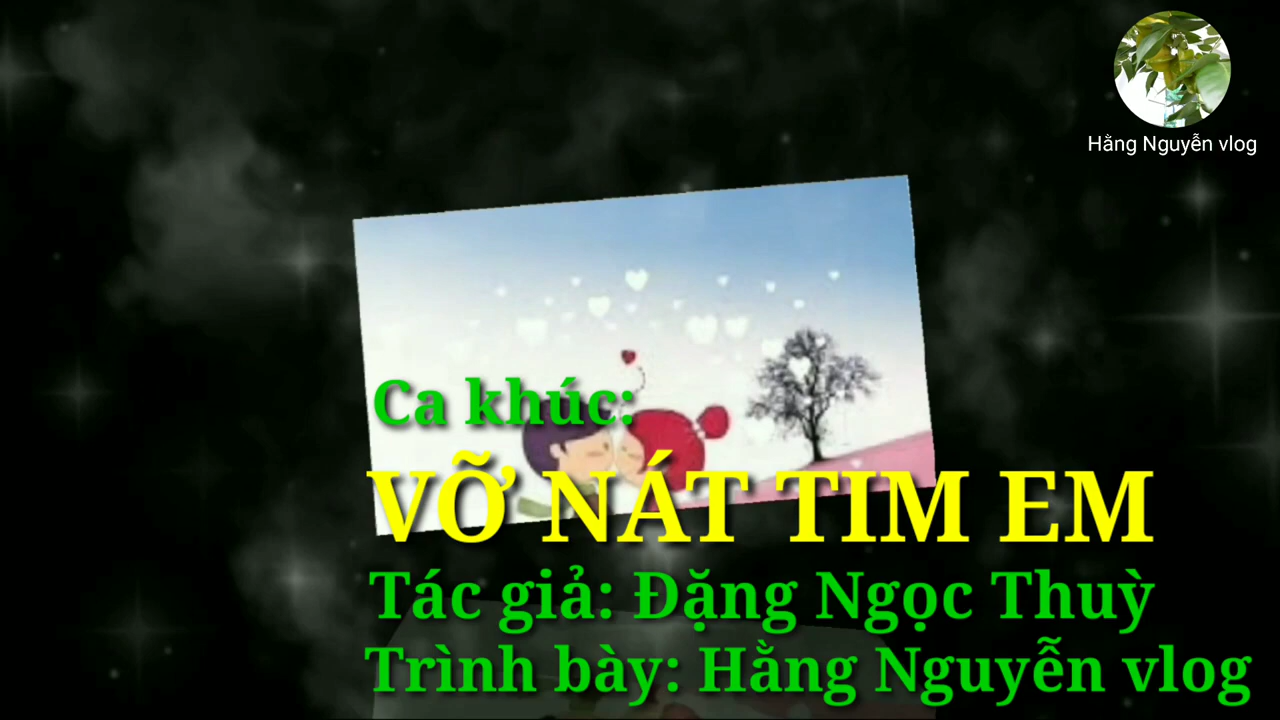 Hằng Nguyễn vlog
Ca khúc:
VỠ NÁT TIM EM
Tác giả: Đặng Ngọc Thuỳ
Trình bày: Hằng Nguyễn vlog